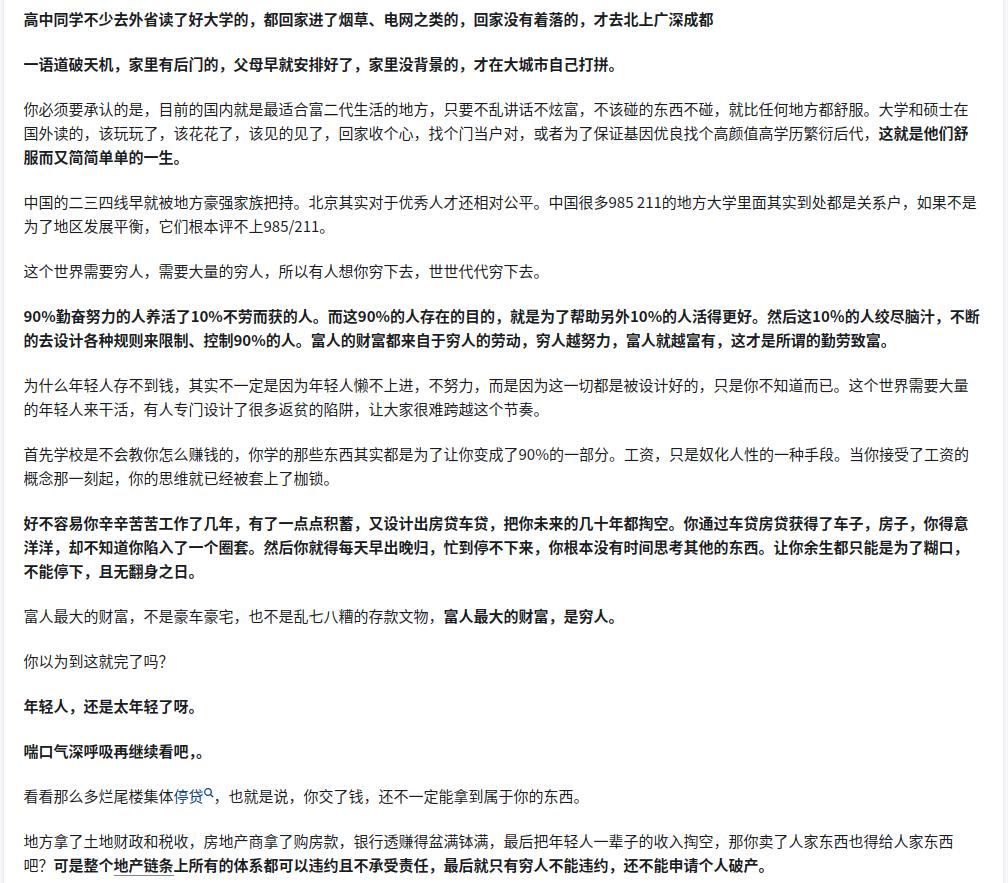 高中同学不少去外省读了好大学的，都回家进了烟草、电网之类的，回家没有着落的，才去北上广深成都
一语道破天机，家里有后门的，父母早就安排好了，家里没背景的，才在大城市自己打拼。
你必须要承认的是，目前的国内就是最适合富二代生活的地方，只要不乱讲话不炫富，不该碰的东西不碰，就比任何地方都舒服。大学和硕士在
国外读的，该玩玩了，该花花了，该见的见了，回家收个心，找个门当户对，或者为了保证基因优良找个高颜值高学历繁衍后代，这就是他们舒
服而又简简单单的一生。
中国的二三四线早就被地方豪强家族把持。北京其实对于优秀人才还相对公平。中国很多985 211的地方大学里面其实到处都是关系户，如果不是
为了地区发展平衡，它们根本评不上985/211。
这个世界需要穷人，需要大量的穷人，所以有人想你穷下去，世世代代穷下去。
90%勤奋努力的人养活了10%不劳而获的人。而这90%的人存在的目的，就是为了帮助另外10%的人活得更好。然后这10％的人绞尽脑汁，不断
的去设计各种规则来限制、控制90%的人。富人的财富都来自于穷人的劳动，穷人越努力，富人就越富有，这才是所谓的勤劳致富。
为什么年轻人存不到钱，其实不一定是因为年轻人懒不上进，不努力，而是因为这一切都是被设计好的，只是你不知道而已。这个世界需要大量
的年轻人来干活，有人专门设计了很多返贫的陷阱，让大家很难跨越这个节奏。
首先学校是不会教你怎么赚钱的，你学的那些东西其实都是为了让你变成了90%的一部分。工资，只是奴化人性的一种手段。当你接受了工资的
概念那一刻起，你的思维就已经被套上了枷锁。
好不容易你辛辛苦苦工作了几年，有了一点点积蓄，又设计出房贷车贷，把你未来的几十年都掏空。你通过车贷房贷获得了车子，房子，你得意
洋洋，却不知道你陷入了一个圈套。然后你就得每天早出晚归，忙到停不下来，你根本没有时间思考其他的东西。让你余生都只能是为了糊口，
不能停下，且无翻身之日。
富人最大的财富，不是豪车豪宅，也不是乱七八糟的存款文物，富人最大的财富，是穷人。
你以为到这就完了吗？
年轻人，还是太年轻了呀。
喘口气深呼吸再继续看吧，。
看看那么多烂尾楼集体停贷，也就是说，你交了钱，还不一定能拿到属于你的东西。
地方拿了土地财政和税收，房地产商拿了购房款，银行透赚得盆满钵满，最后把年轻人一辈子的收入掏空，那你卖了人家东西也得给人家东西
吧？可是整个地产链条上所有的体系都可以违约且不承受责任，最后就只有穷人不能违约，还不能申请个人破产。